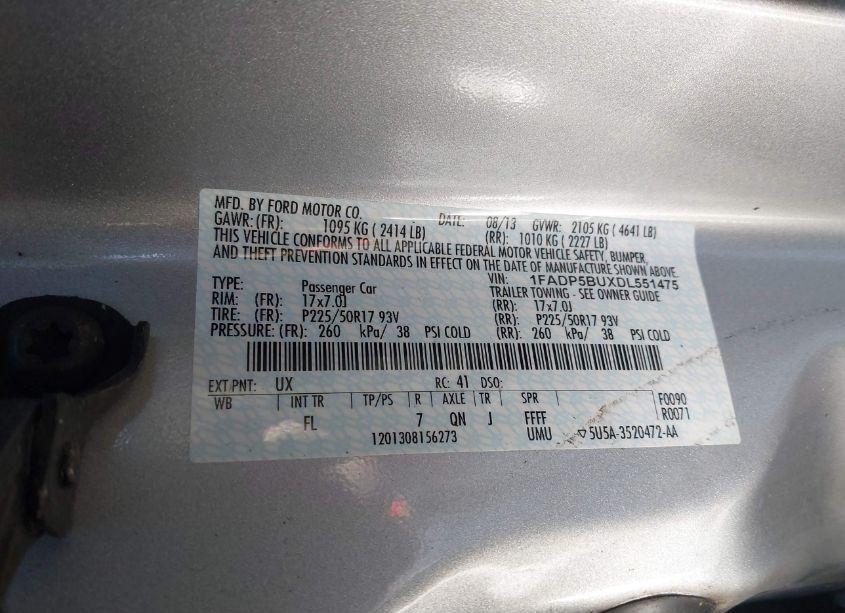 MFD. BY FORD MOTOR CO. DATE: 08/13 GVWR: 2105 KG ( 4641 LB)
GAWR: (FR): 1095 KG ( 2414 LB) (RR): 1010 KG ( 2227 LB)
THIS VEHICLE CONFORMS TO ALL APPLICABLE FEDERAL MOTOR VEHICLE SAFETY, BUMPER,
AND THEFT PREVENTION STANDARDS IN EFFECT ON THE DATE OF MANUFACTURE SHOWN ABOVE.
VIN: 1FADP5BUXDL551475
TYPE: Passenger Car TRAILER TOWING - SEE OWNER GUIDE
RIM: (FR): 17x7.0J (RR): 17x7.0J
TIRE: (FR): P225/50R17 93V (RR): P225/50R17 93V
PRESSURE: (FR): 260 kPa/ 38 PSI COLD (RR): 260 kPa/ 38 PSI COLD
EXT PNT: UX RC: 41 DSO:
WB INT TR TP/PS R AXLE TR SPR F0090
FL 7 QN J FFFF R0071
1201308156273 UMU ▽5U5A-3520472-AA